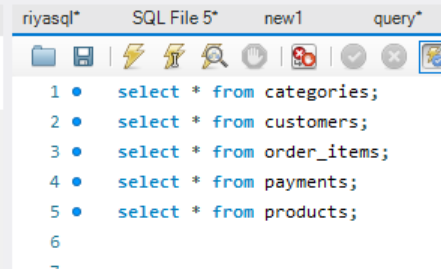 riyasql* SQL File 5* new1 query*
1 select * from categories;
2 select * from customers;
3 select * from order_items;
4 select * from payments;
5 select * from products;
6
7